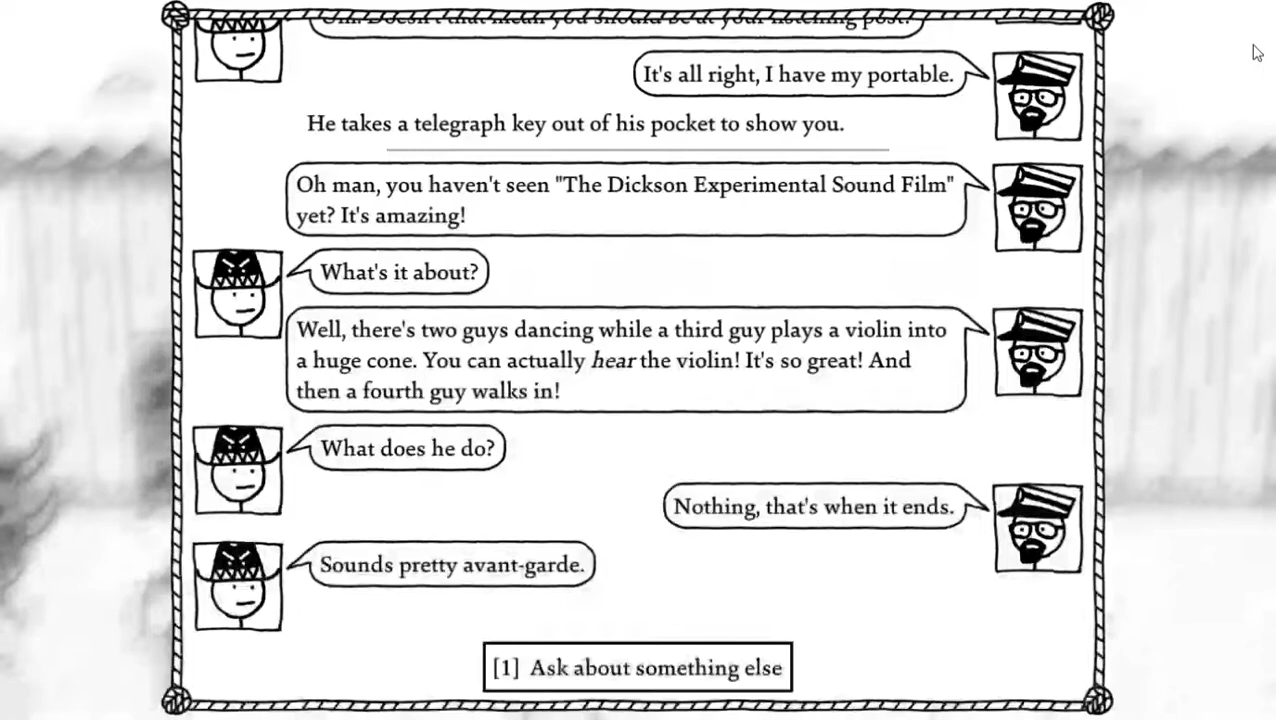 It's all right, I have my portable.
He takes a telegraph key out of his pocket to show you.
Oh man, you haven't seen "The Dickson Experimental Sound Film"
yet? It's amazing!
What's it about?
Well, there's two guys dancing while a third guy plays a violin into
a huge cone. You can actually hear the violin! It's so great! And
then a fourth guy walks in!
What does he do?
Nothing, that's when it ends.
Sounds pretty avant-garde.
[1] Ask about something else